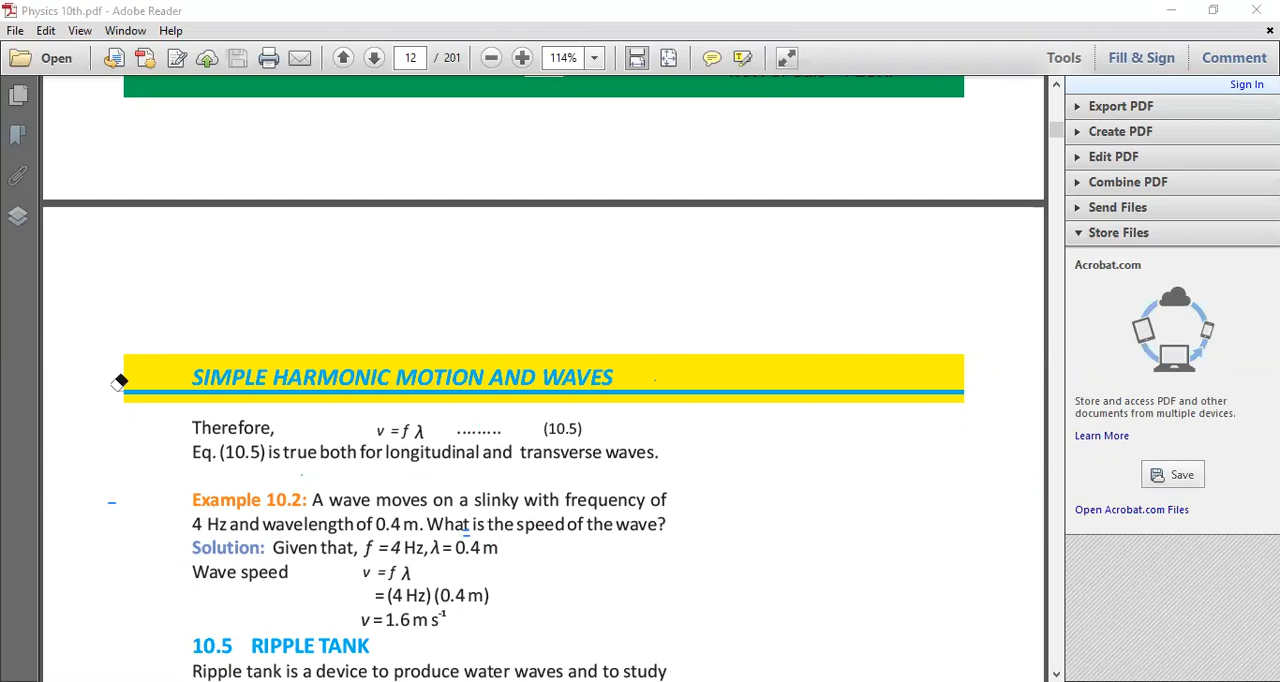 Physics 10th.pdf - Adobe Reader
File Edit View Window Help
Open 12 / 201 114% Tools Fill & Sign Comment
Sign In
Export PDF
Create PDF
Edit PDF
Combine PDF
Send Files
Store Files
Acrobat.com
Store and access PDF and other
documents from multiple devices.
Learn More
Save
Open Acrobat.com Files
SIMPLE HARMONIC MOTION AND WAVES
Therefore, v = f λ ......... (10.5)
Eq. (10.5) is true both for longitudinal and transverse waves.
Example 10.2: A wave moves on a slinky with frequency of
4 Hz and wavelength of 0.4 m. What is the speed of the wave?
Solution: Given that, f = 4 Hz, λ = 0.4 m
Wave speed v = f λ
= (4 Hz) (0.4 m)
v = 1.6 m s⁻¹
10.5 RIPPLE TANK
Ripple tank is a device to produce water waves and to study